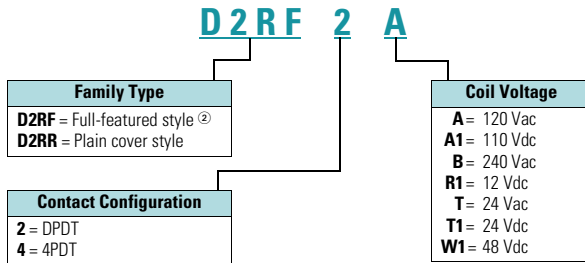 D2RF 2 A
Family Type
D2RF = Full-featured style ②
D2RR = Plain cover style
Contact Configuration
2 = DPDT
4 = 4PDT
Coil Voltage
A = 120 Vac
A1 = 110 Vdc
B = 240 Vac
R1 = 12 Vdc
T = 24 Vac
T1 = 24 Vdc
W1 = 48 Vdc